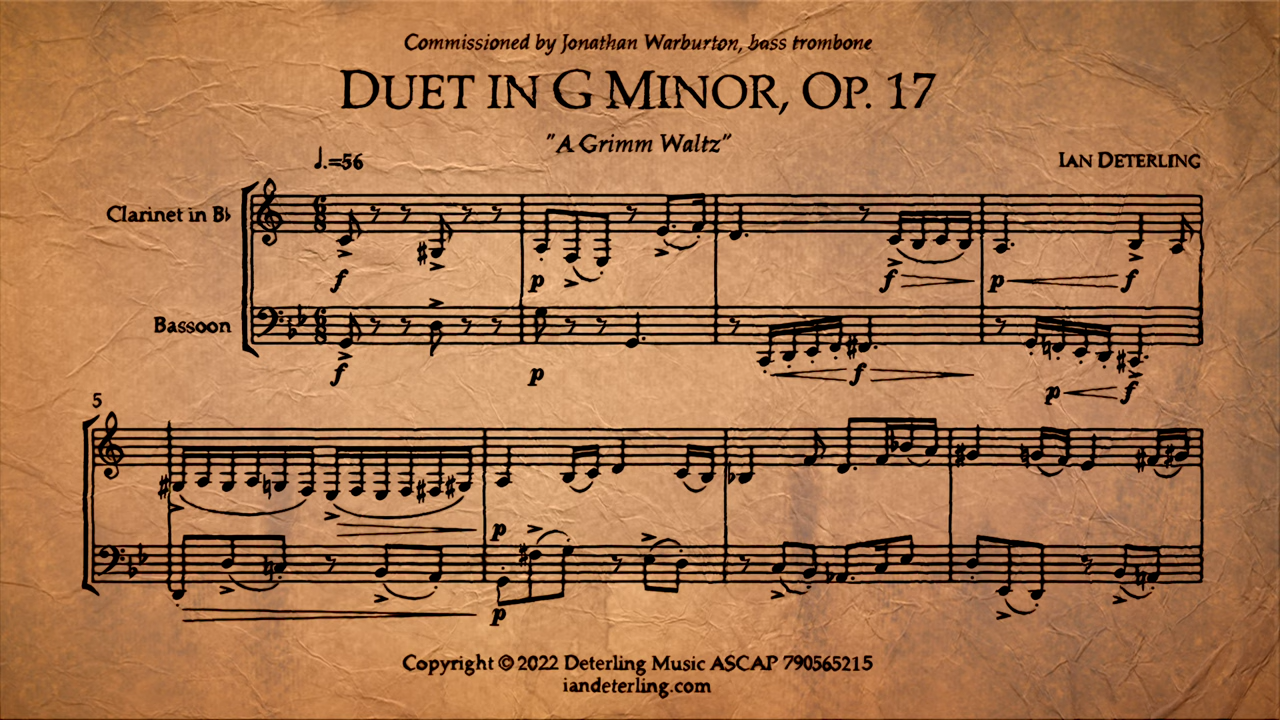 Commissioned by Jonathan Warburton, bass trombone
DUET IN G MINOR, OP. 17
"A Grimm Waltz"
♩.=56
IAN DETERLING
Clarinet in B♭
f
p
f
p
f
Bassoon
f
p
f
p
f
5
p
p
Copyright © 2022 Deterling Music ASCAP 790565215
iandeterling.com